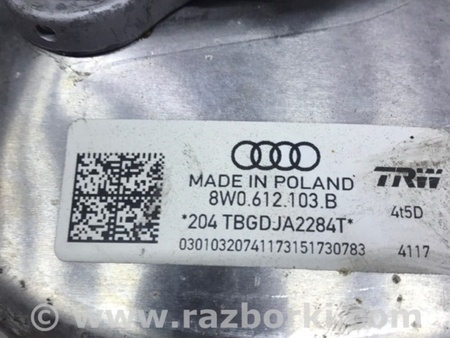 MADE IN POLAND
8W0.612.103.B
*204 TBGDJA2284T*
03010320741173151730783
TRW
4t5D
4117
© www.razborki.com